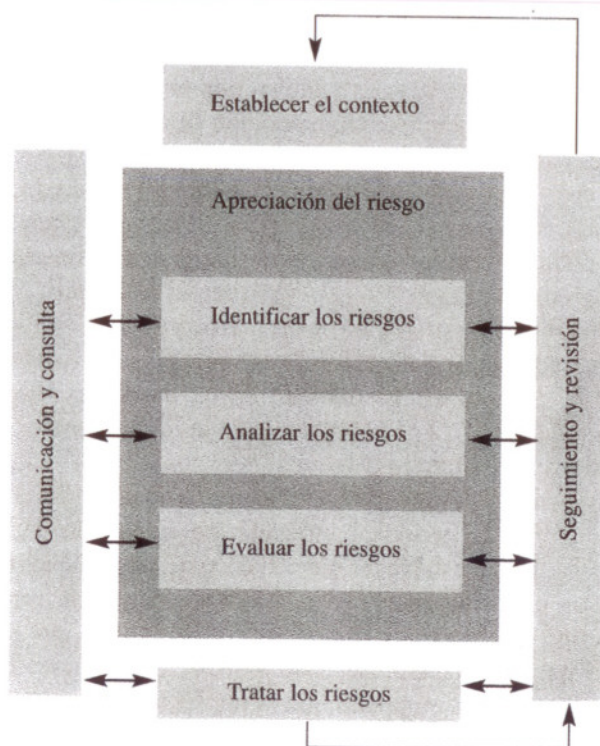 Establecer el contexto
Apreciación del riesgo
Identificar los riesgos
Analizar los riesgos
Evaluar los riesgos
Tratar los riesgos
Comunicación y consulta
Seguimiento y revisión